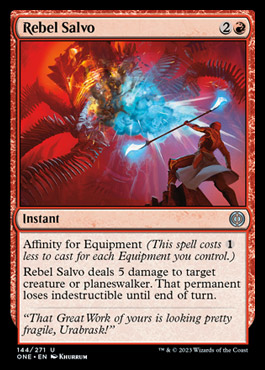 Rebel Salvo 2
Instant
Affinity for Equipment (This spell costs 1
less to cast for each Equipment you control.)
Rebel Salvo deals 5 damage to target
creature or planeswalker. That permanent
loses indestructible until end of turn.
“That Great Work of yours is looking pretty
fragile, Urabrask!”
144/271 U
ONE • EN KHURRUM
™ & © 2023 Wizards of the Coast